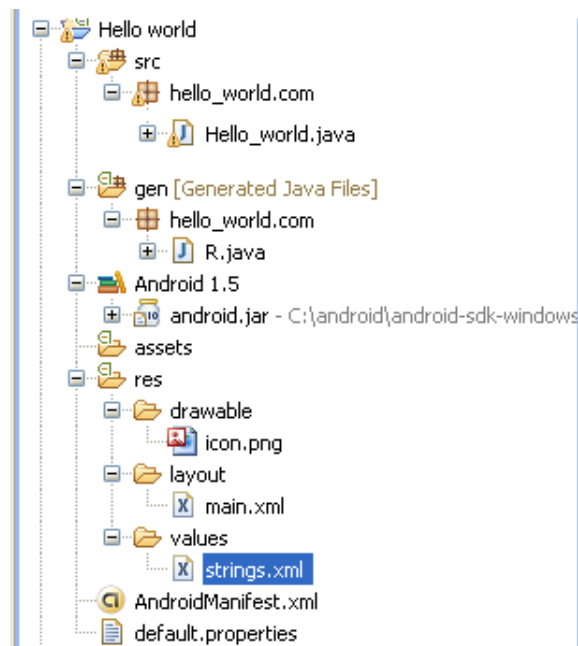 Hello world
src
hello_world.com
Hello_world.java
gen [Generated Java Files]
hello_world.com
R.java
Android 1.5
android.jar - C:\android\android-sdk-windows
assets
res
drawable
icon.png
layout
main.xml
values
strings.xml
AndroidManifest.xml
default.properties